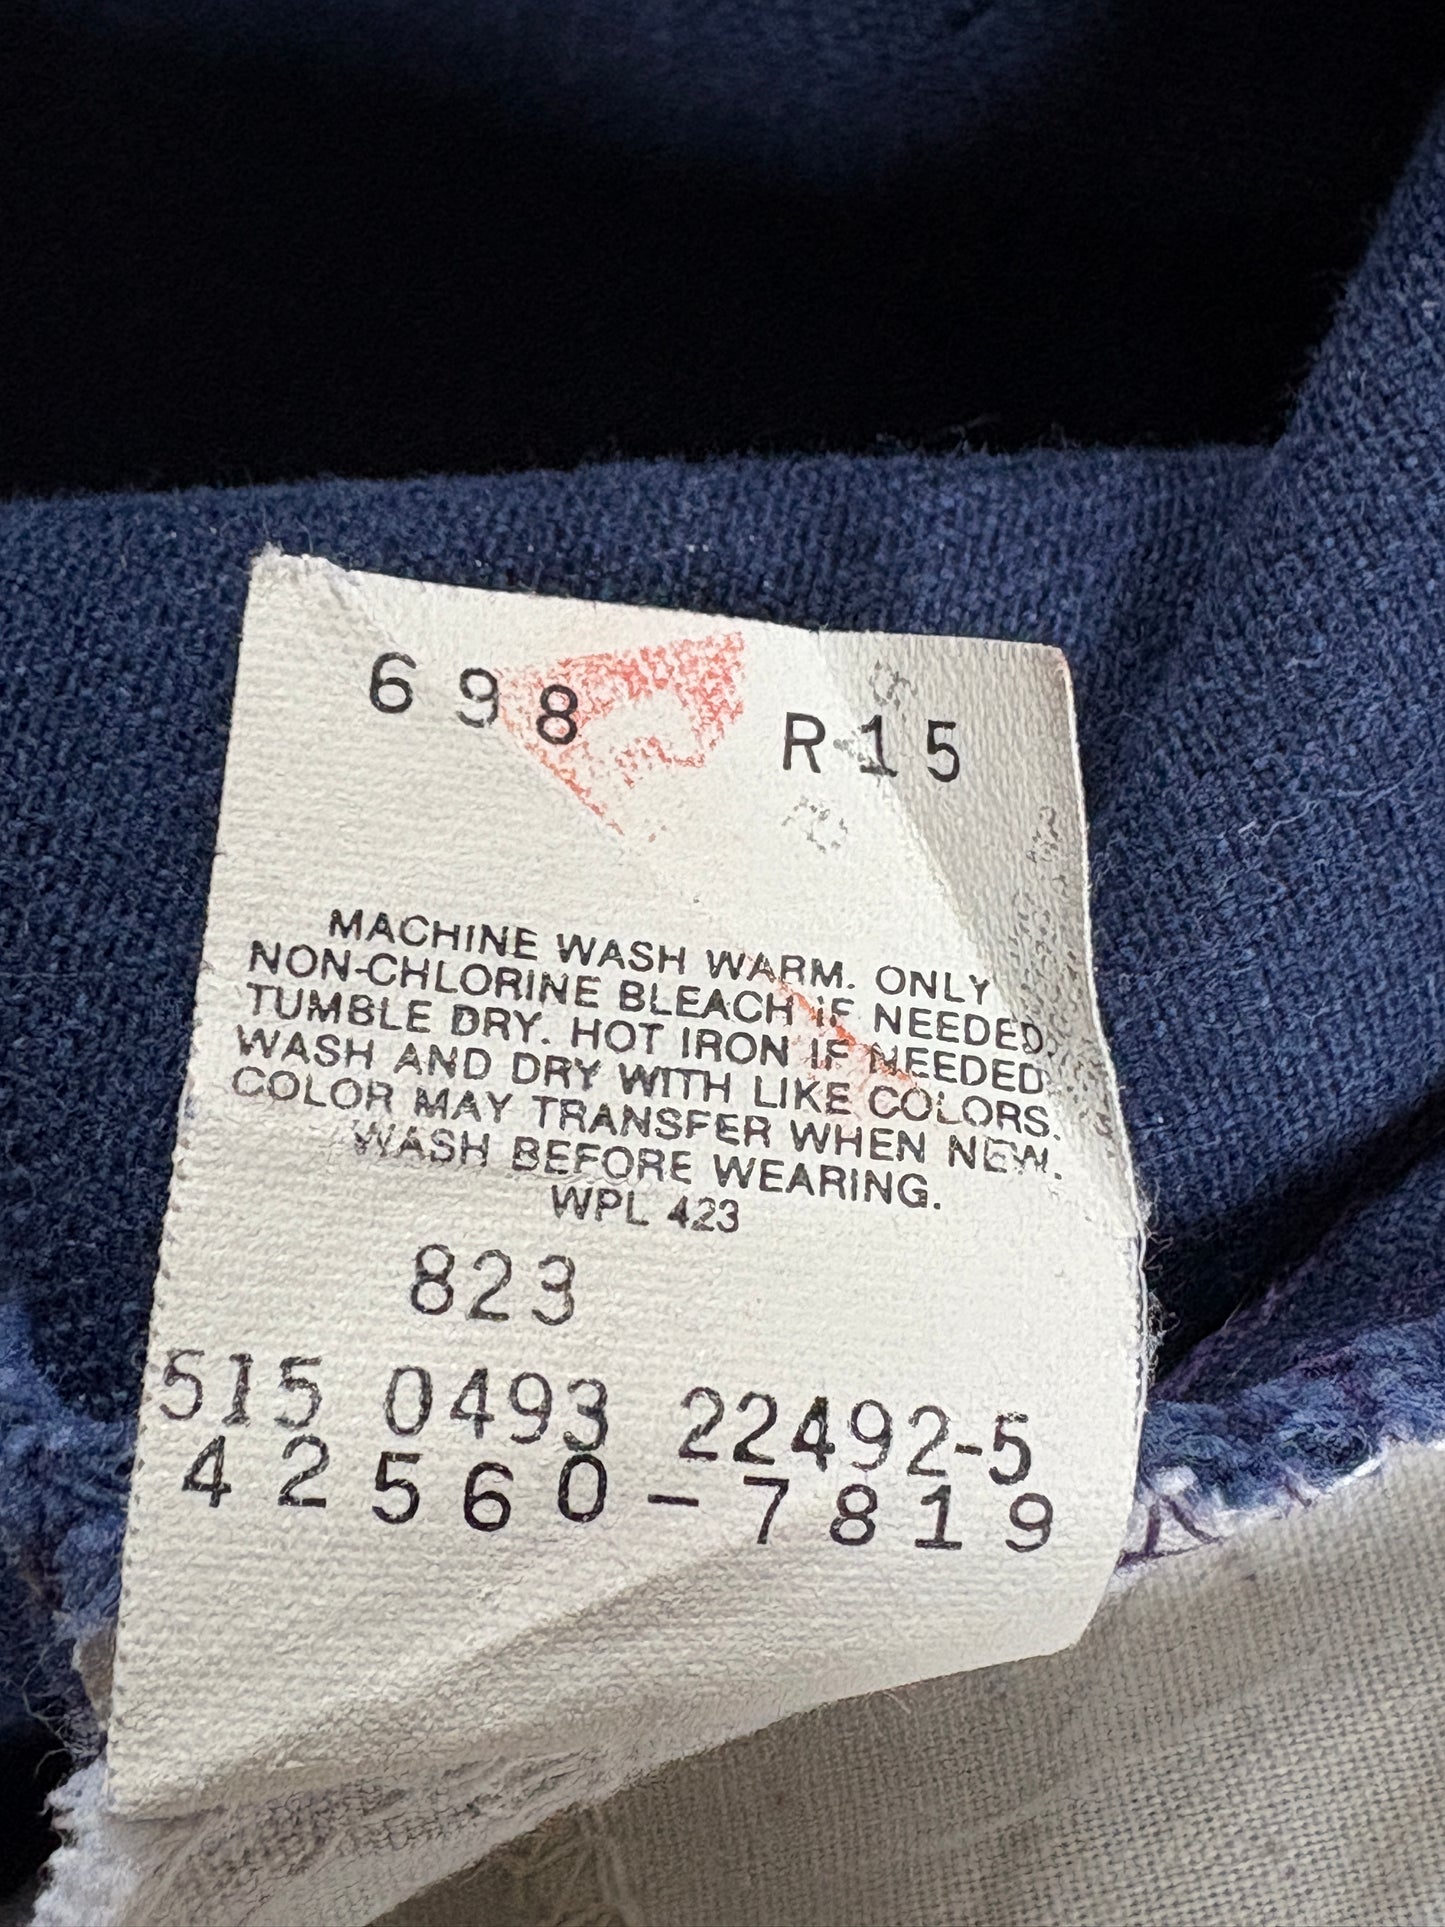 698 R15
MACHINE WASH WARM. ONLY
NON-CHLORINE BLEACH IF NEEDED.
TUMBLE DRY. HOT IRON IF NEEDED.
WASH AND DRY WITH LIKE COLORS.
COLOR MAY TRANSFER WHEN NEW.
WASH BEFORE WEARING.
WPL 423
823
515 0493 22492-5
42560-7819